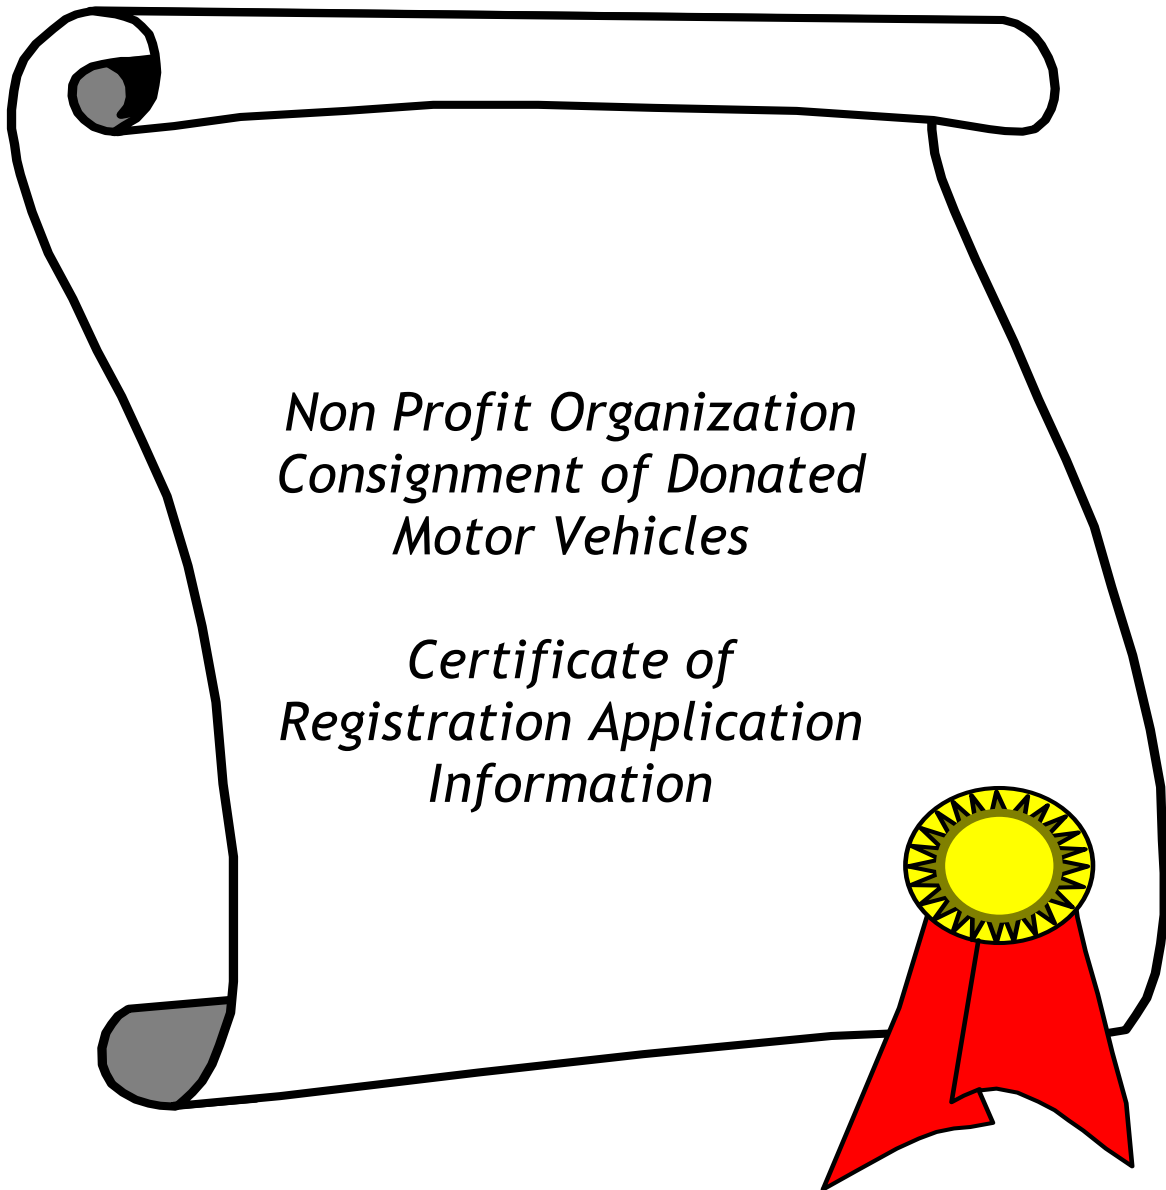 Non Profit Organization
Consignment of Donated
Motor Vehicles
Certificate of
Registration Application
Information